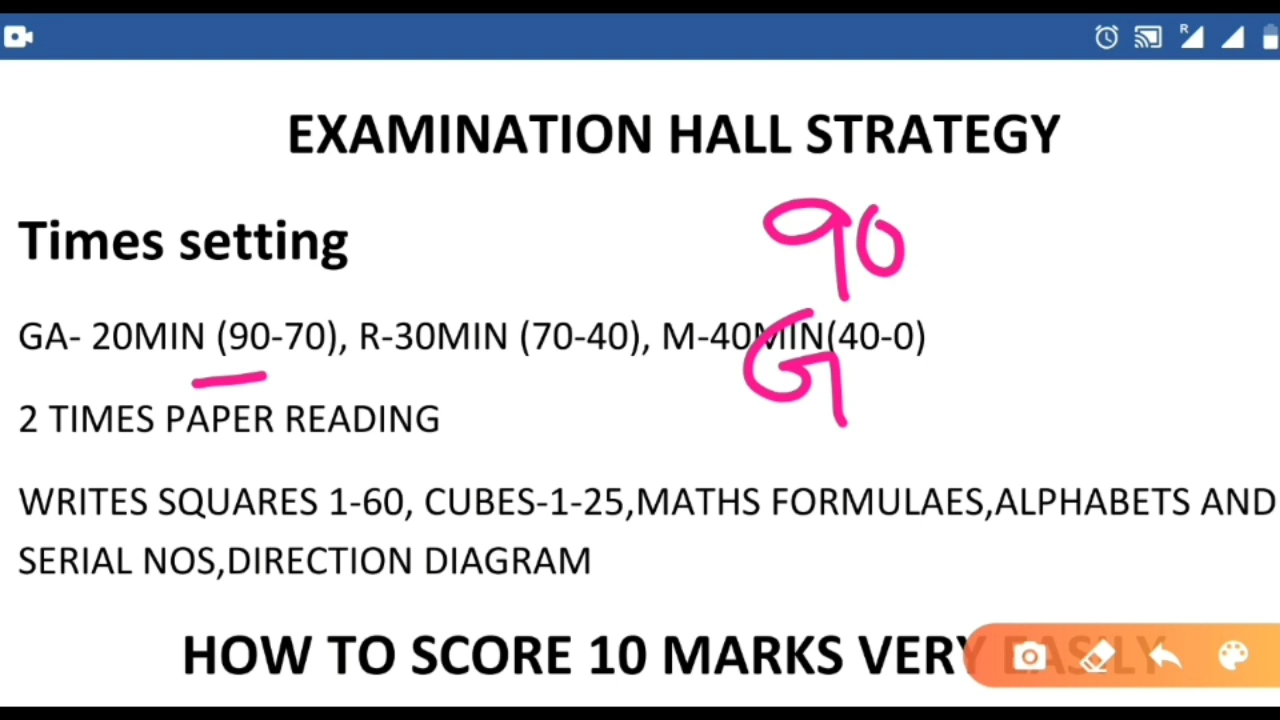 R
EXAMINATION HALL STRATEGY
90
Times setting
GA- 20MIN (90-70), R-30MIN (70-40), M-40MIN(40-0)
G
2 TIMES PAPER READING
WRITES SQUARES 1-60, CUBES-1-25,MATHS FORMULAES,ALPHABETS AND
SERIAL NOS,DIRECTION DIAGRAM
HOW TO SCORE 10 MARKS VERY EASILY